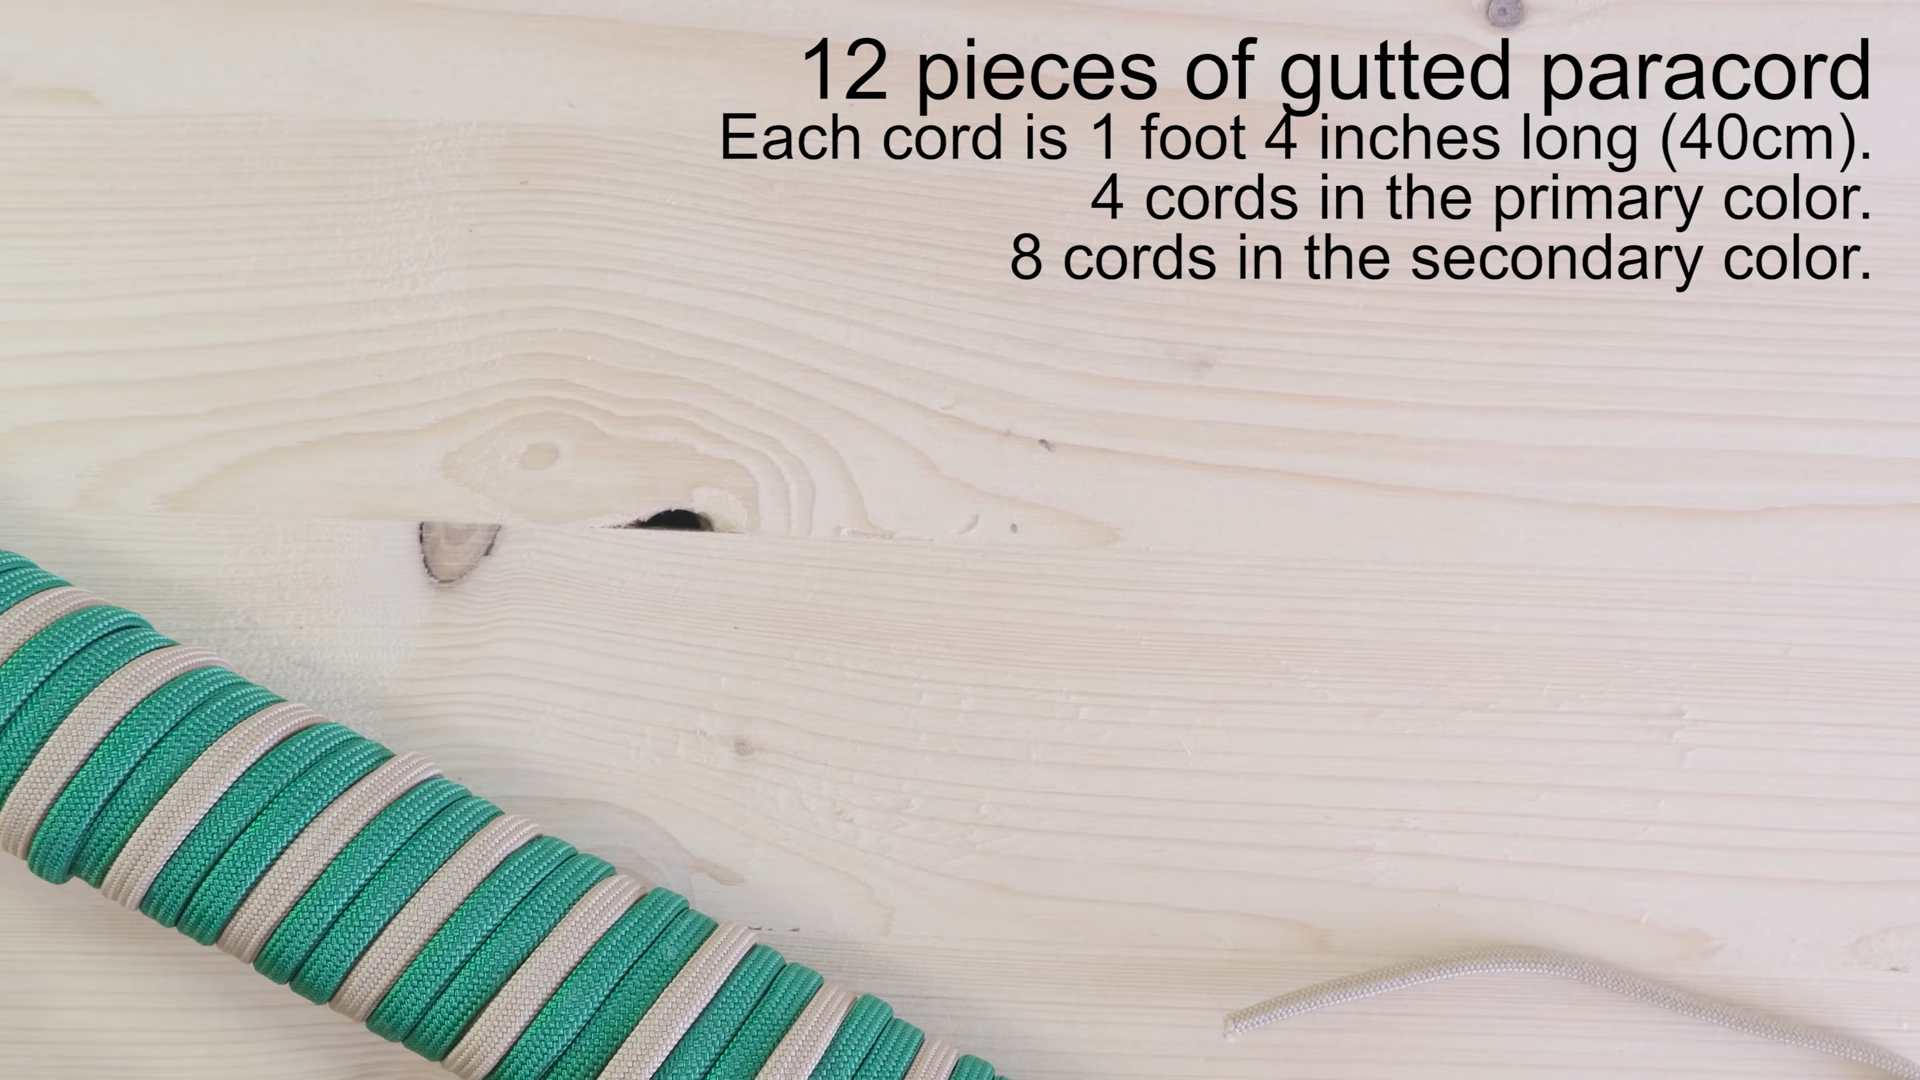 12 pieces of gutted paracord
Each cord is 1 foot 4 inches long (40cm).
4 cords in the primary color.
8 cords in the secondary color.